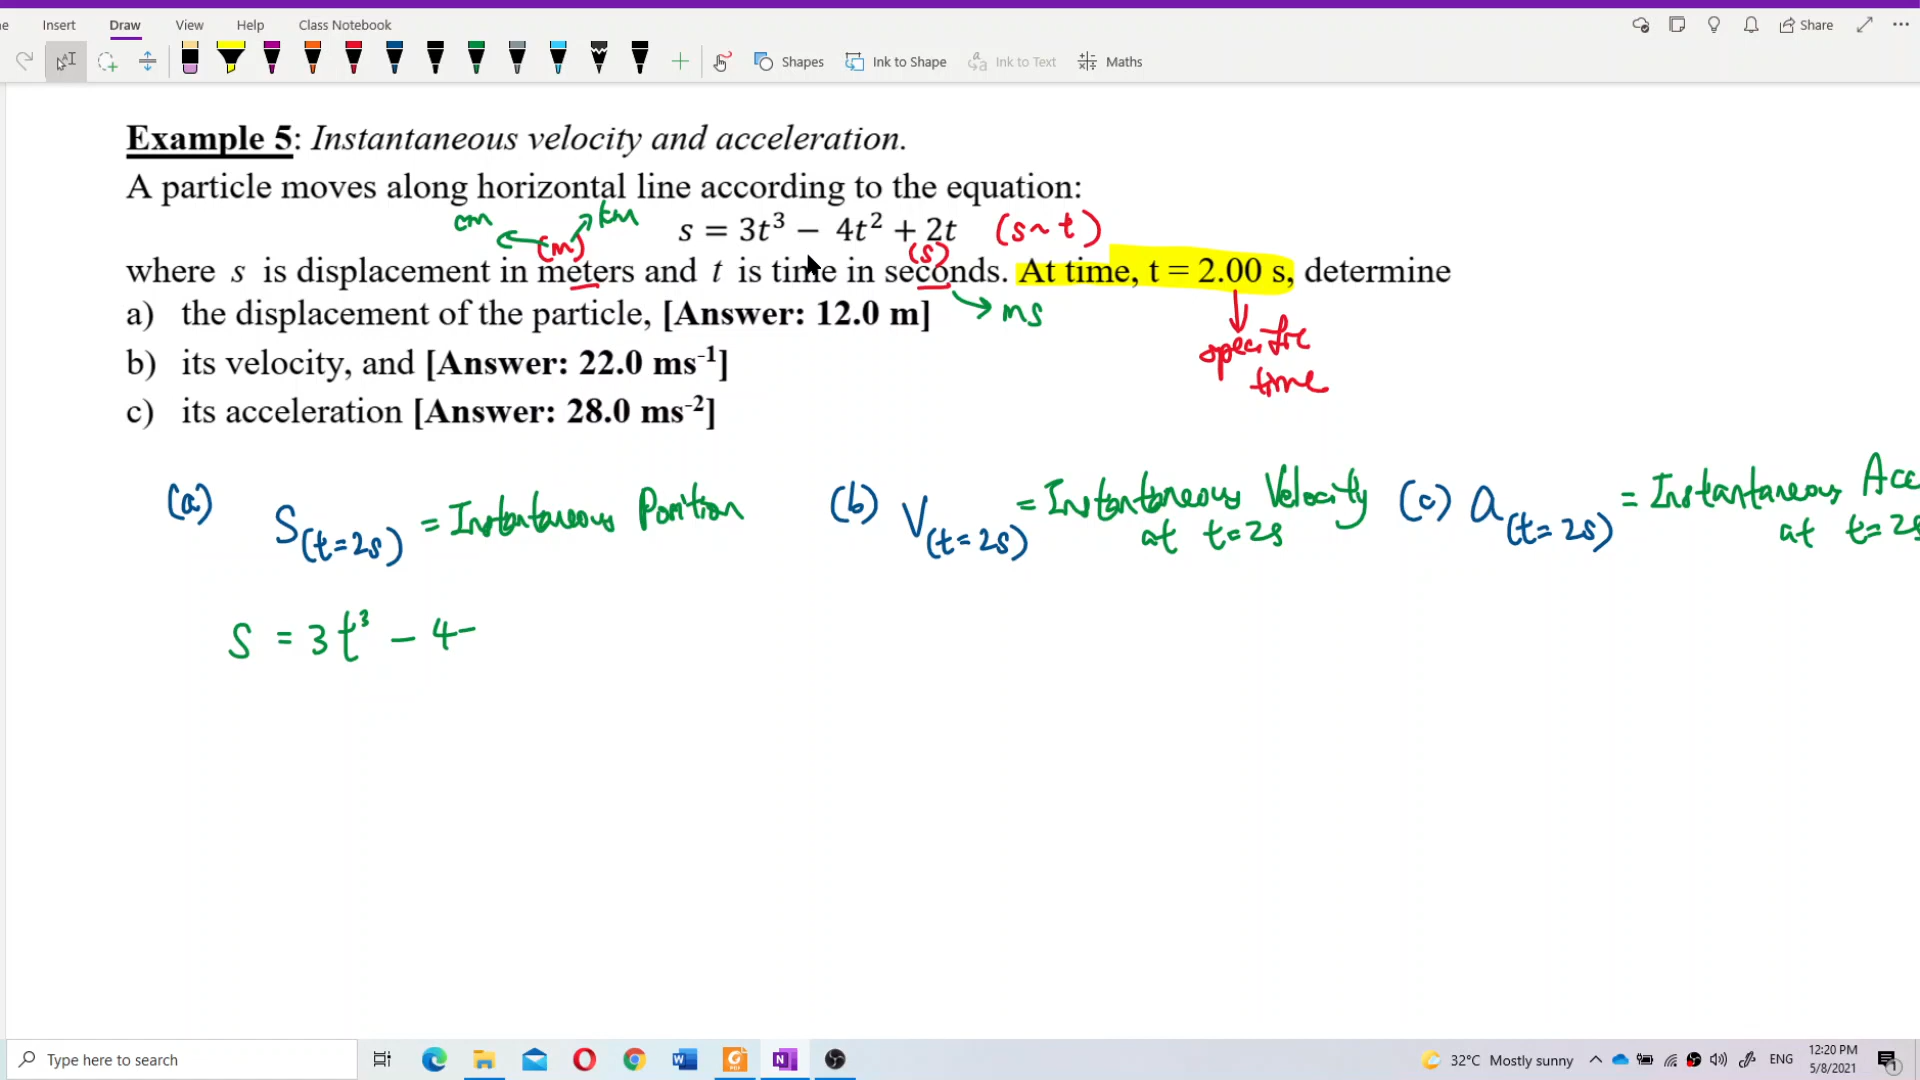 Insert Draw View Help Class Notebook Share
Shapes Ink to Shape Ink to Text Maths
Example 5: Instantaneous velocity and acceleration.
A particle moves along horizontal line according to the equation:
cm km
s = 3t³ − 4t² + 2t (s ~ t)
(m) (s)
where s is displacement in meters and t is time in seconds. At time, t = 2.00 s, determine
a) the displacement of the particle, [Answer: 12.0 m]
ms
specific
time
b) its velocity, and [Answer: 22.0 ms⁻¹]
c) its acceleration [Answer: 28.0 ms⁻²]
(a) S(t=2s) = Instantaneous Position
(b) V(t=2s) = Instantaneous Velocity
at t=2s
(c) a(t=2s) = Instantaneous Acc
at t=2s
S = 3t³ − 4
Type here to search
32°C Mostly sunny
ENG
12:20 PM
5/8/2021
1